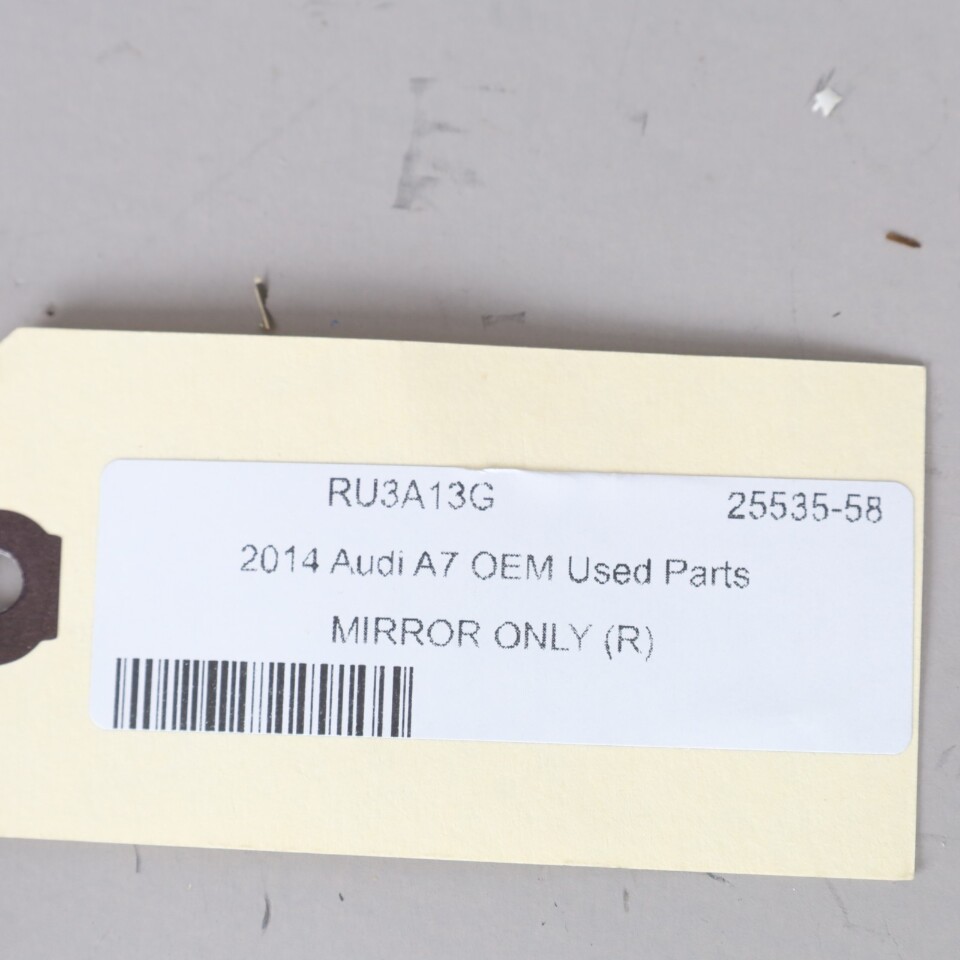 RU3A13G 25535-58
2014 Audi A7 OEM Used Parts
MIRROR ONLY (R)